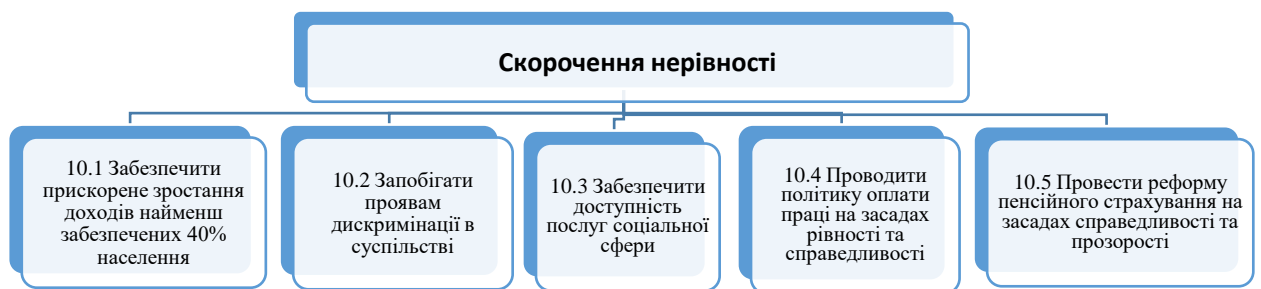 Скорочення нерівності
10.1 Забезпечити
прискорене зростання
доходів найменш
забезпечених 40%
населення
10.2 Запобігати
проявам
дискримінації в
суспільстві
10.3 Забезпечити
доступність
послуг соціальної
сфери
10.4 Проводити
політику оплати
праці на засадах
рівності та
справедливості
10.5 Провести реформу
пенсійного страхування на
засадах справедливості та
прозорості